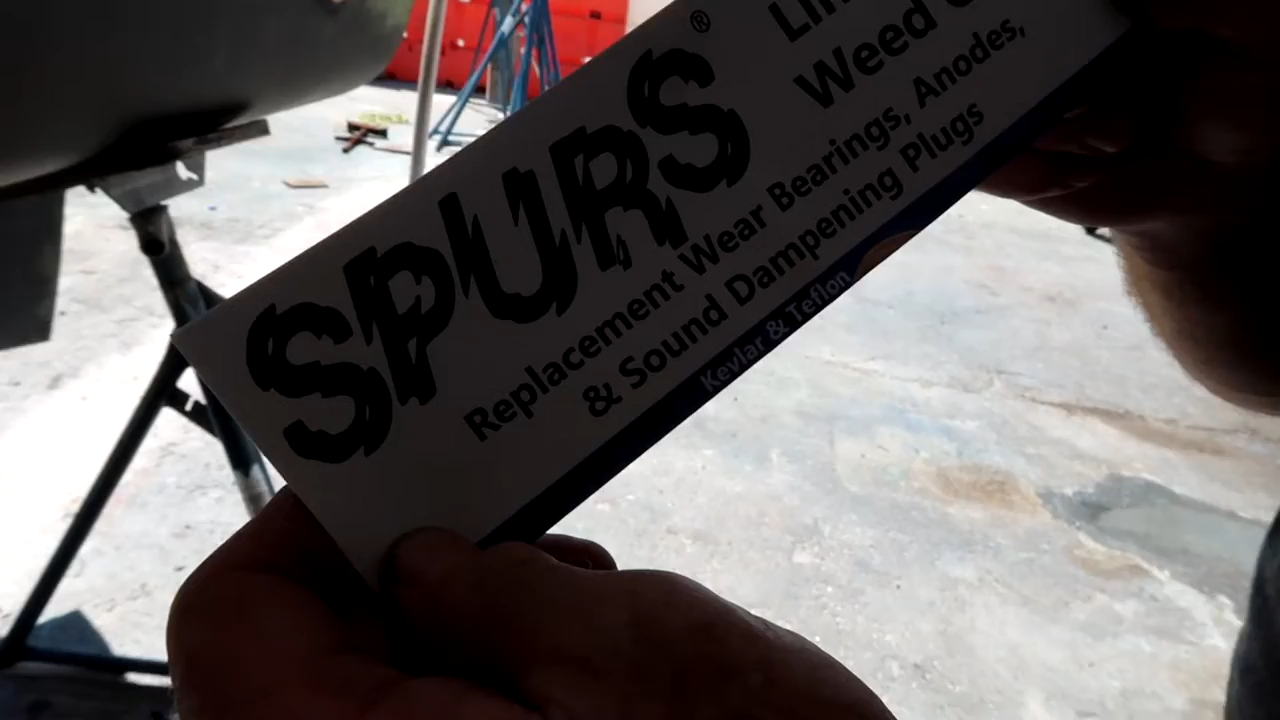 SPURS®
Weed
Replacement Wear Bearings, Anodes,
& Sound Dampening Plugs
Kevlar & Teflon